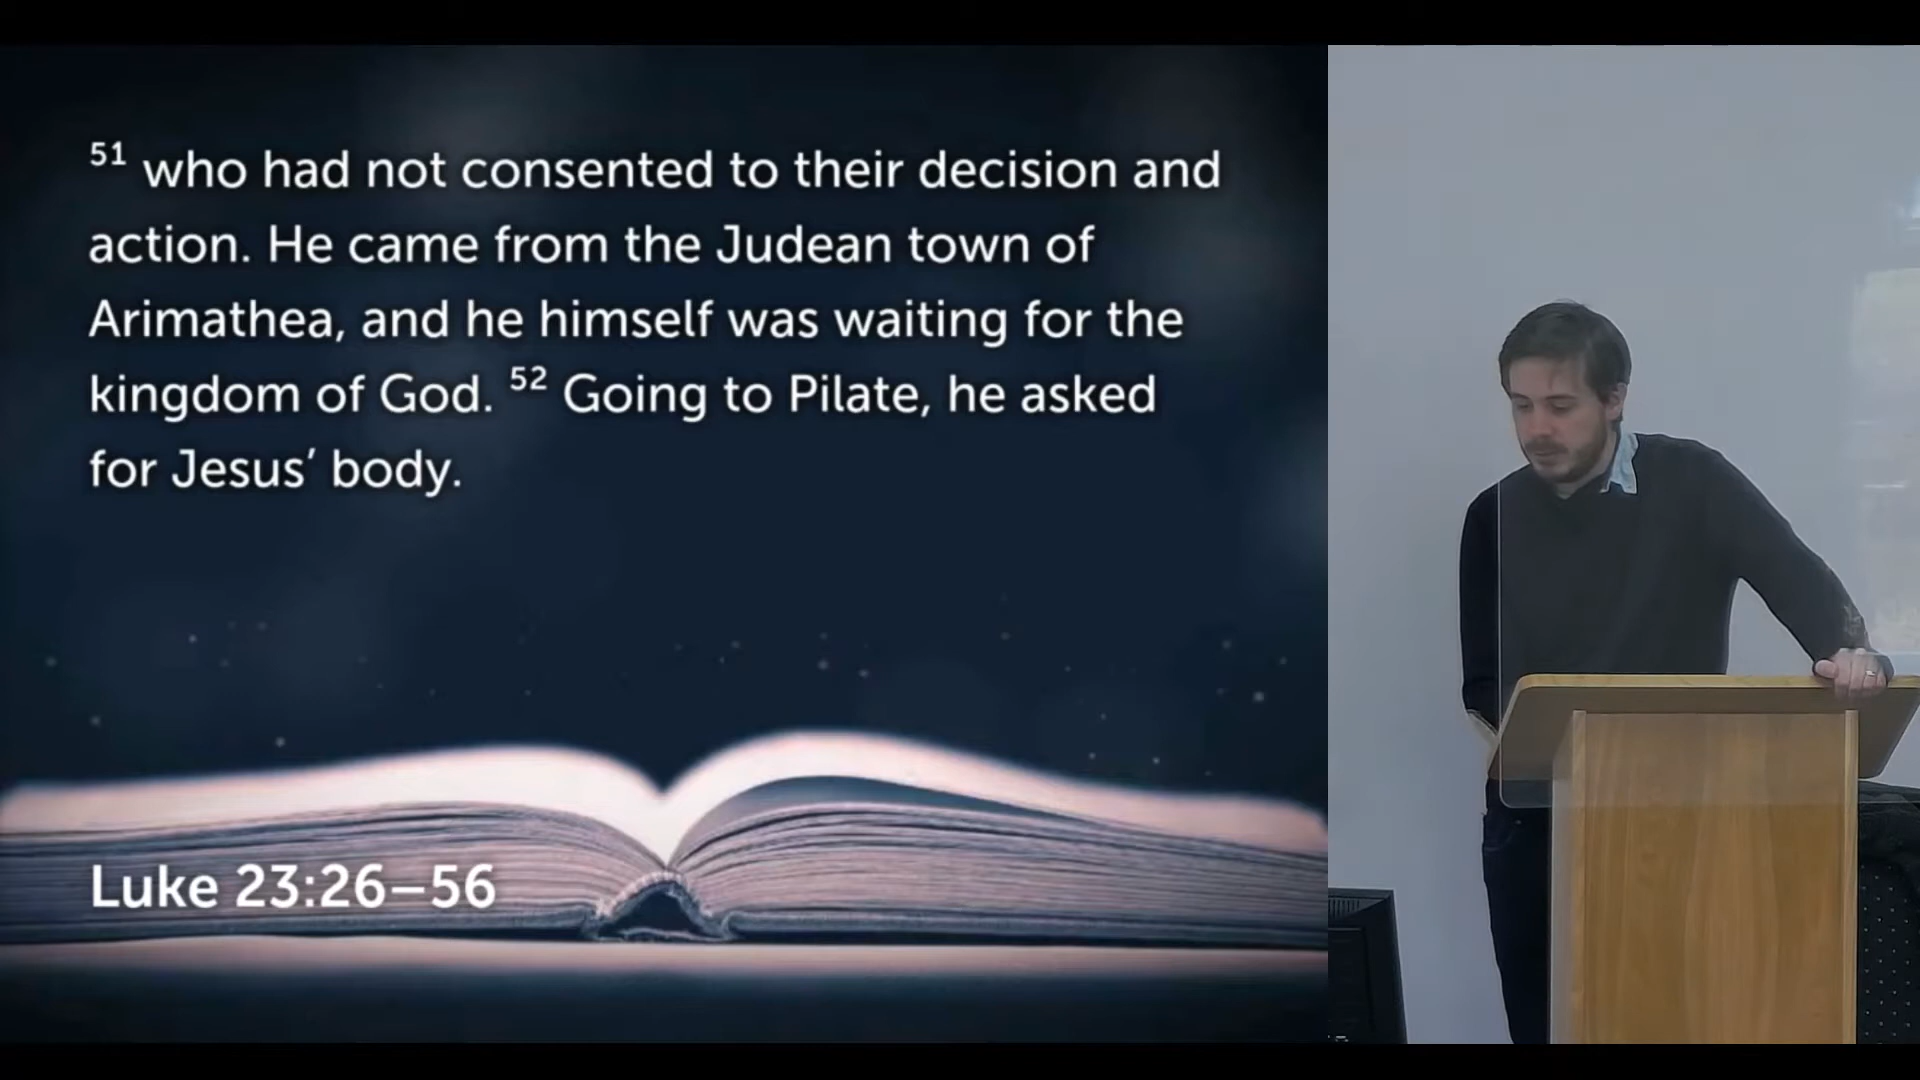 51 who had not consented to their decision and
action. He came from the Judean town of
Arimathea, and he himself was waiting for the
kingdom of God. 52 Going to Pilate, he asked
for Jesus’ body.
Luke 23:26–56